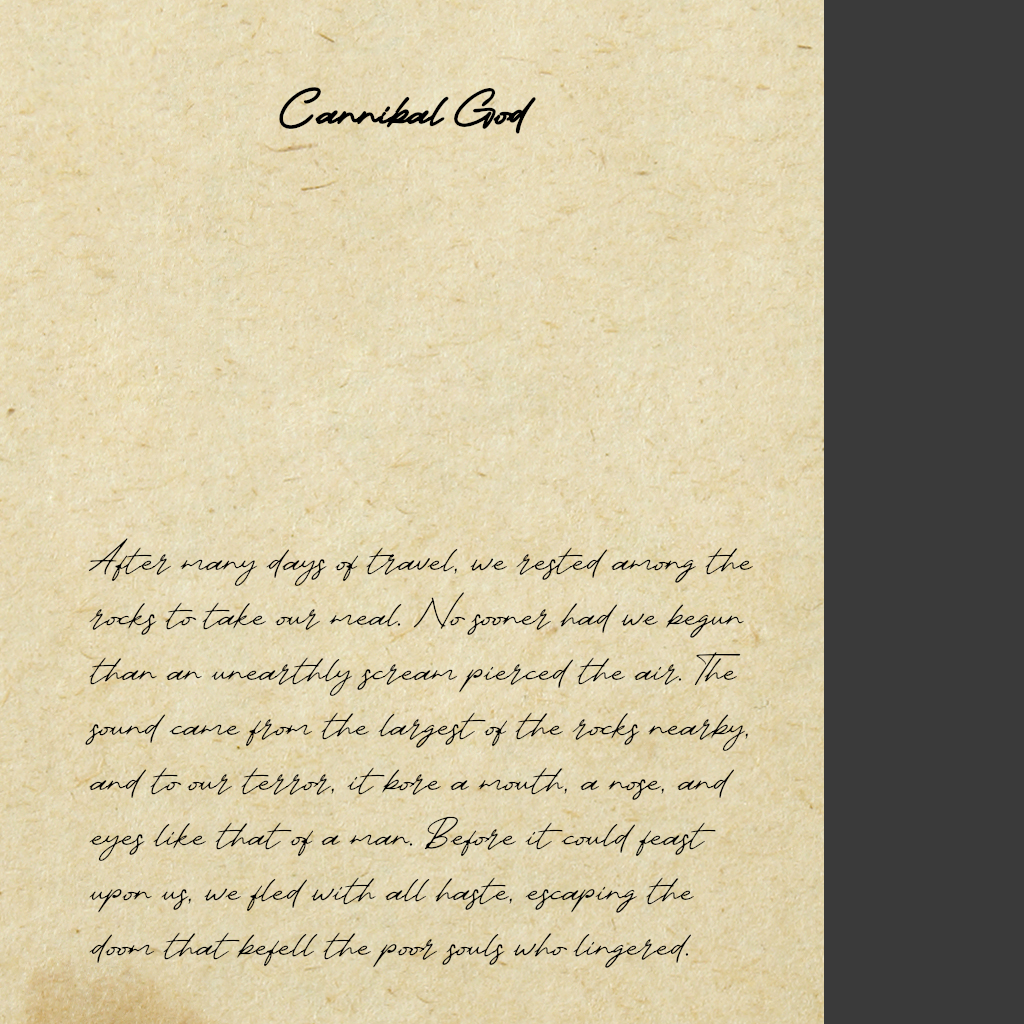 Cannibal God
After many days of travel, we rested among the
rocks to take our meal. No sooner had we begun
than an unearthly scream pierced the air. The
sound came from the largest of the rocks nearby,
and to our terror, it bore a mouth, a nose, and
eyes like that of a man. Before it could feast
upon us, we fled with all haste, escaping the
doom that befell the poor souls who lingered.